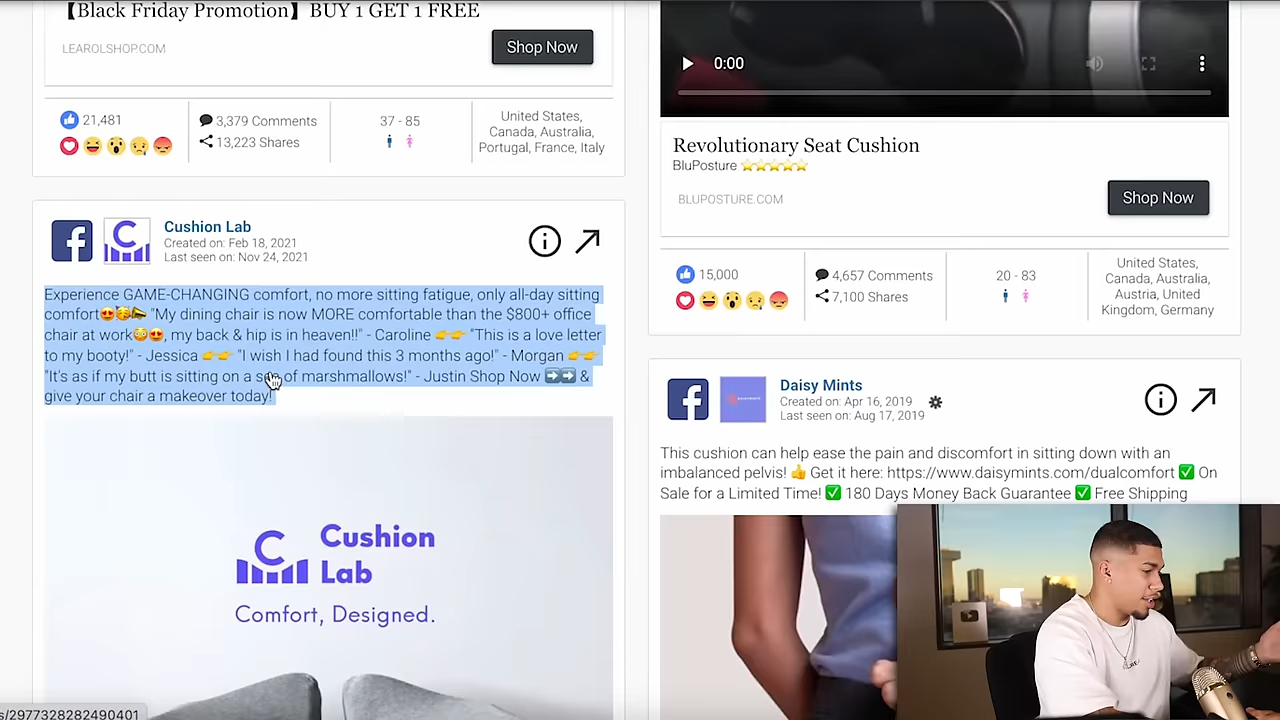 【Black Friday Promotion】BUY 1 GET 1 FREE
LEAROLSHOP.COM
Shop Now
21,481
3,379 Comments
13,223 Shares
37 - 85
United States,
Canada, Australia,
Portugal, France, Italy
Cushion Lab
Created on: Feb 18, 2021
Last seen on: Nov 24, 2021
Experience GAME-CHANGING comfort, no more sitting fatigue, only all-day sitting
comfort😍🥳📣 "My dining chair is now MORE comfortable than the $800+ office
chair at work😳😍, my back & hip is in heaven!!" - Caroline 👉👉 "This is a love letter
to my booty!" - Jessica 👉👉 "I wish I had found this 3 months ago!" - Morgan 👉👉
"It's as if my butt is sitting on a of marshmallows!" - Justin Shop Now ➡️➡️ &
give your chair a makeover today!
Cushion
Lab
Comfort, Designed.
s/2977328282490401
0:00
Revolutionary Seat Cushion
BluPosture ⭐⭐⭐⭐⭐
BLUPOSTURE.COM
Shop Now
15,000
4,657 Comments
7,100 Shares
20 - 83
United States,
Canada, Australia,
Austria, United
Kingdom, Germany
Daisy Mints
Created on: Apr 16, 2019
Last seen on: Aug 17, 2019
This cushion can help ease the pain and discomfort in sitting down with an
imbalanced pelvis! 👍 Get it here: https://www.daisymints.com/dualcomfort ✅ On
Sale for a Limited Time! ✅ 180 Days Money Back Guarantee ✅ Free Shipping